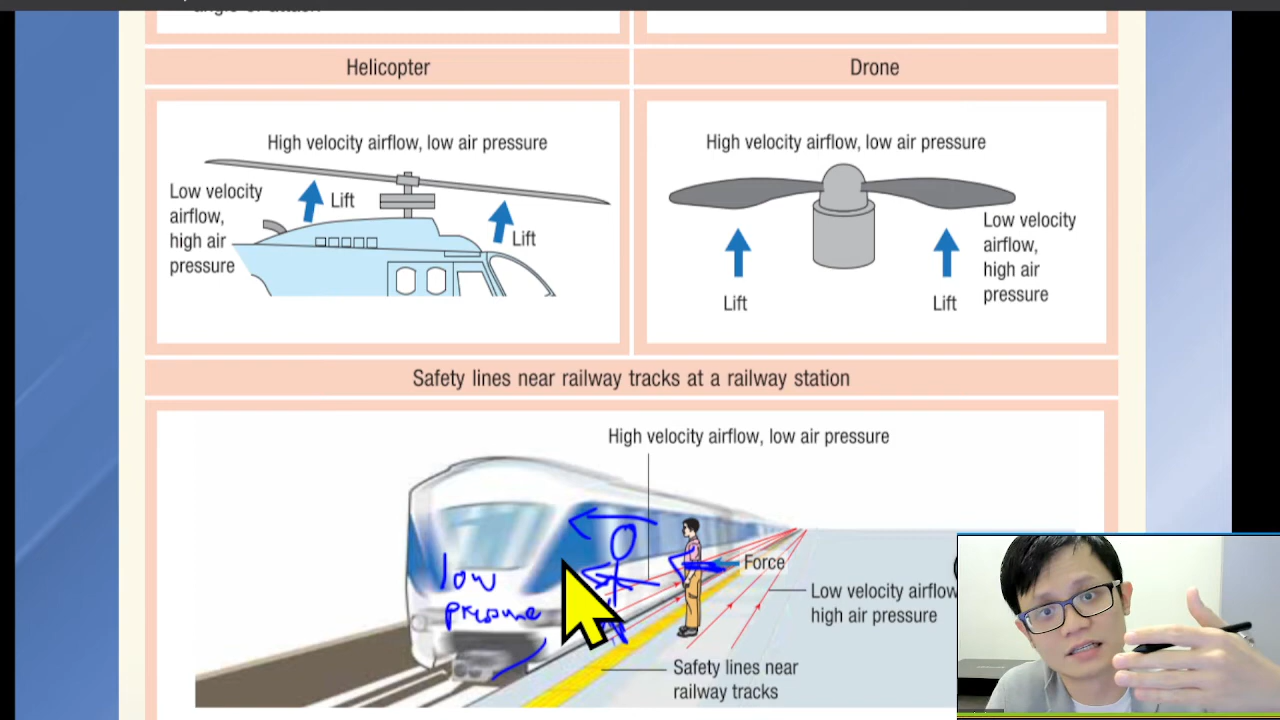 Helicopter
Drone
High velocity airflow, low air pressure
Low velocity
airflow,
high air
pressure
Lift
Lift
High velocity airflow, low air pressure
Low velocity
airflow,
high air
pressure
Lift
Lift
Safety lines near railway tracks at a railway station
High velocity airflow, low air pressure
Force
Low velocity airflow
high air pressure
Safety lines near
railway tracks
low
pressure